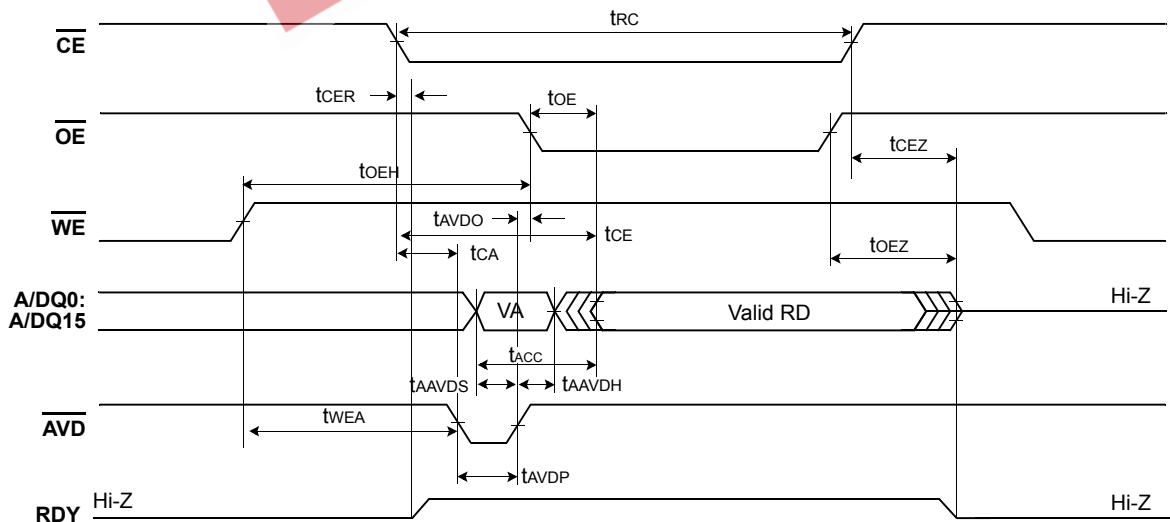 tRC
CE
tCER
tOE
OE
tCEZ
tOEH
WE
tAVDO
tCE
tCA
tOEZ
A/DQ0:
A/DQ15
VA
Valid RD
Hi-Z
tACC
tAAVDS
tAAVDH
tWEA
AVD
tAVDP
Hi-Z
RDY
Hi-Z